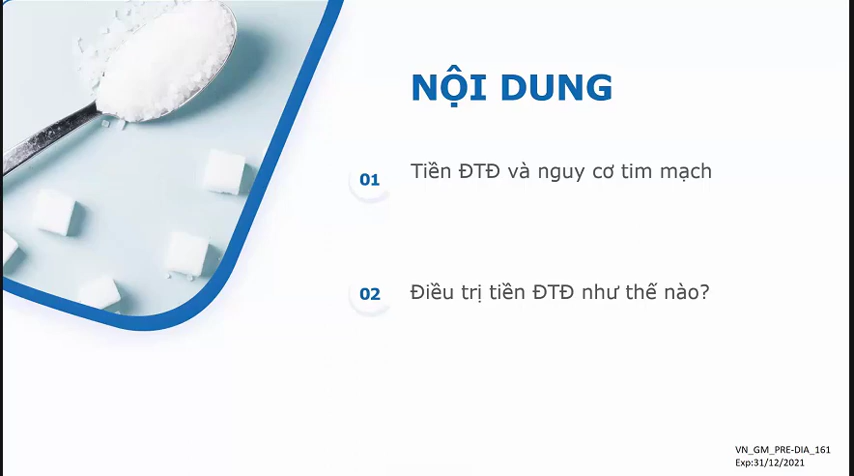 NỘI DUNG
01
Tiền ĐTĐ và nguy cơ tim mạch
02
Điều trị tiền ĐTĐ như thế nào?
VN_GM_PRE-DIA_161
Exp:31/12/2021